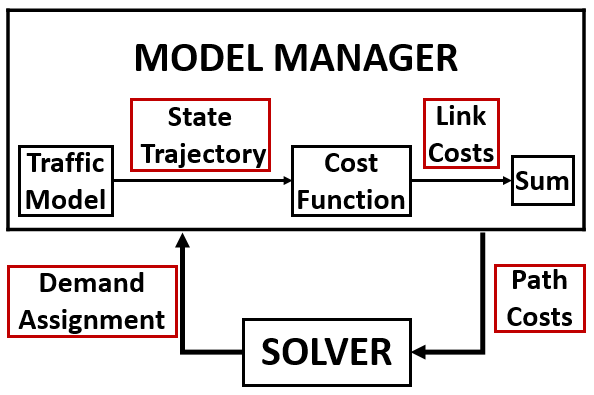 MODEL MANAGER
State
Trajectory
Link
Costs
Traffic
Model
Cost
Function
Sum
Demand
Assignment
Path
Costs
SOLVER